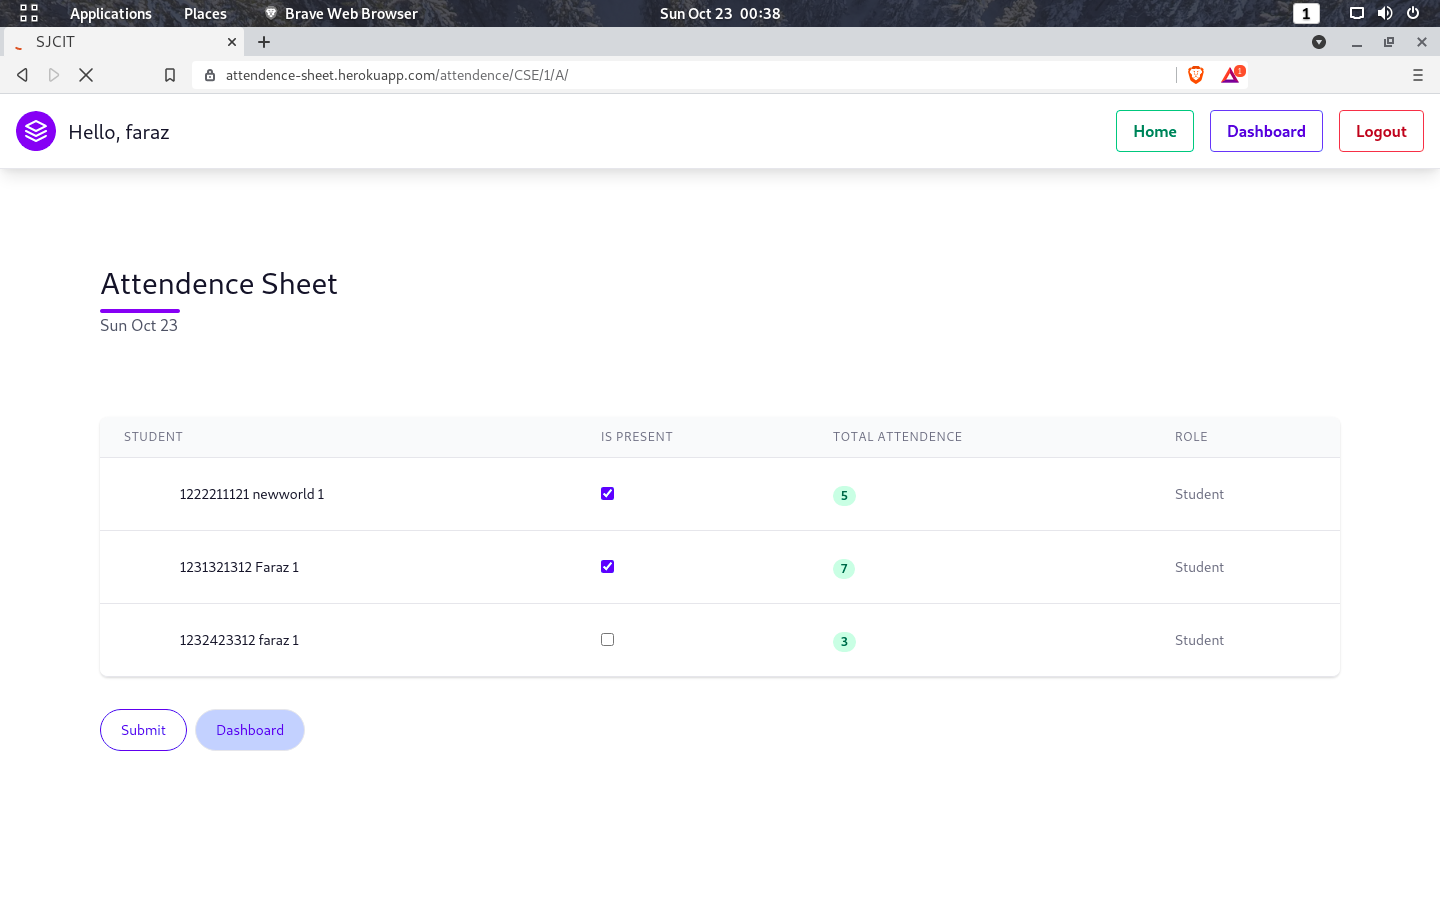 Applications Places Brave Web Browser Sun Oct 23 00:38 1
SJCIT
attendence-sheet.herokuapp.com/attendence/CSE/1/A/ 1
Hello, faraz Home Dashboard Logout
Attendence Sheet
Sun Oct 23
STUDENT IS PRESENT TOTAL ATTENDENCE ROLE
1222211121 newworld 1 5 Student
1231321312 Faraz 1 7 Student
1232423312 faraz 1 3 Student
Submit Dashboard